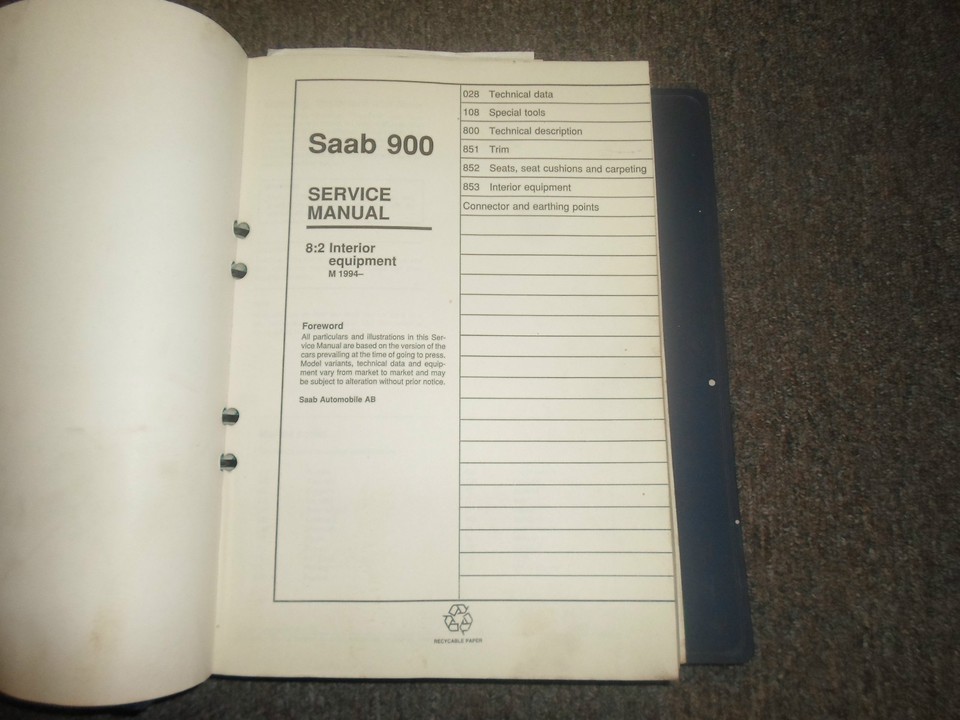 Saab 900
SERVICE
MANUAL
8:2 Interior
equipment
M 1994–
Foreword
All particulars and illustrations in this Ser-
vice Manual are based on the version of the
cars prevailing at the time of going to press.
Model variants, technical data and equip-
ment vary from market to market and may
be subject to alteration without prior notice.
Saab Automobile AB
028 Technical data
108 Special tools
800 Technical description
851 Trim
852 Seats, seat cushions and carpeting
853 Interior equipment
Connector and earthing points
RECYCABLE PAPER